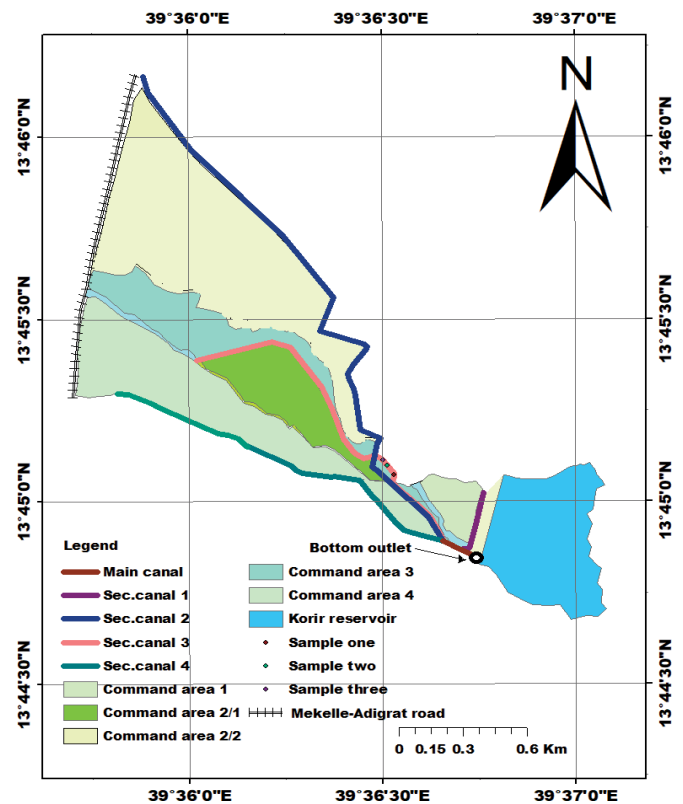 39°36'0"E 39°36'30"E 39°37'0"E
N
13°46'0"N 13°46'0"N
13°45'30"N 13°45'30"N
13°45'0"N 13°45'0"N
13°44'30"N 13°44'30"N
Bottom outlet
Legend
Main canal
Sec.canal 1
Sec.canal 2
Sec.canal 3
Sec.canal 4
Command area 1
Command area 2/1
Command area 2/2
Command area 3
Command area 4
Korir reservoir
Sample one
Sample two
Sample three
Mekelle-Adigrat road
0 0.15 0.3 0.6 Km
39°36'0"E 39°36'30"E 39°37'0"E